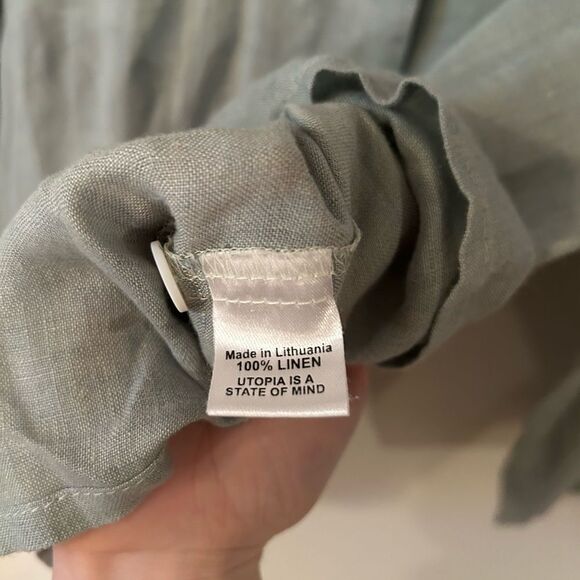 Made in Lithuania
100% LINEN
UTOPIA IS A
STATE OF MIND